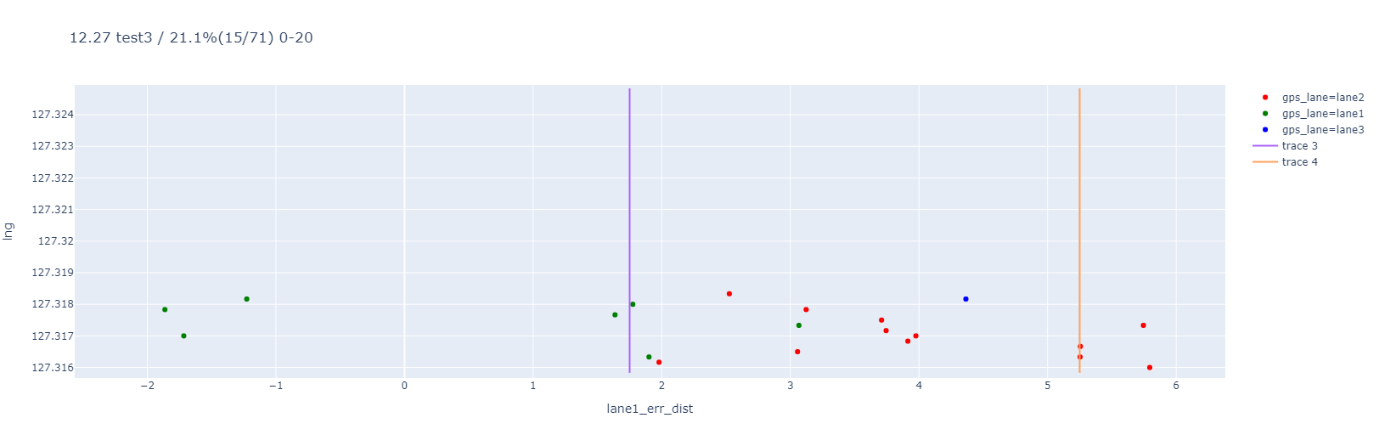 12.27 test3 / 21.1%(15/71) 0-20
gps_lane=lane2
gps_lane=lane1
gps_lane=lane3
trace 3
trace 4
lng
127.324
127.323
127.322
127.321
127.32
127.319
127.318
127.317
127.316
−2 −1 0 1 2 3 4 5 6
lane1_err_dist